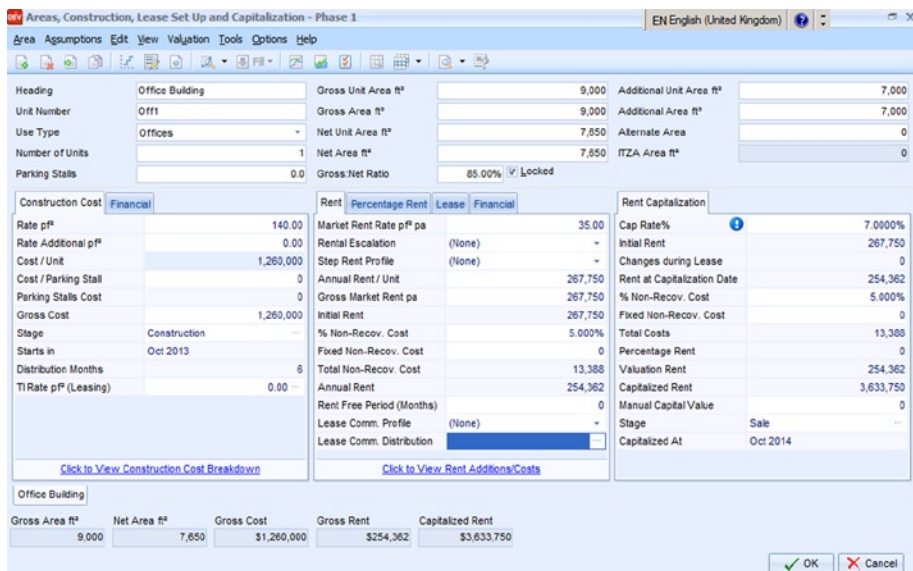 DEV Areas, Construction, Lease Set Up and Capitalization - Phase 1
EN English (United Kingdom)
Area Assumptions Edit View Valuation Tools Options Help
Fill
Heading Office Building Gross Unit Area ft² 9,000 Additional Unit Area ft² 7,000
Unit Number Off1 Gross Area ft² 9,000 Additional Area ft² 7,000
Use Type Offices Net Unit Area ft² 7,650 Alternate Area 0
Number of Units 1 Net Area ft² 7,650 ITZA Area ft² 0
Parking Stalls 0.0 Gross:Net Ratio 85.00% Locked
Construction Cost Financial
Rate pf² 140.00
Rate Additional pf² 0.00
Cost / Unit 1,260,000
Cost / Parking Stall 0
Parking Stalls Cost 0
Gross Cost 1,260,000
Stage Construction ...
Starts in Oct 2013
Distribution Months 6
TI Rate pf² (Leasing) 0.00 ...
Click to View Construction Cost Breakdown
Rent Percentage Rent Lease Financial
Market Rent Rate pf² pa 35.00
Rental Escalation (None)
Step Rent Profile (None)
Annual Rent / Unit 267,750
Gross Market Rent pa 267,750
Initial Rent 267,750
% Non-Recov. Cost 5.000%
Fixed Non-Recov. Cost 0
Total Non-Recov. Cost 13,388
Annual Rent 254,362
Rent Free Period (Months) 0
Lease Comm. Profile (None)
Lease Comm. Distribution ...
Click to View Rent Additions/Costs
Rent Capitalization
Cap Rate% 7.0000%
Initial Rent 267,750
Changes during Lease 0
Rent at Capitalization Date 254,362
% Non-Recov. Cost 5.000%
Fixed Non-Recov. Cost 0
Total Costs 13,388
Percentage Rent 0
Valuation Rent 254,362
Capitalized Rent 3,633,750
Manual Capital Value 0
Stage Sale ...
Capitalized At Oct 2014
Office Building
Gross Area ft² Net Area ft² Gross Cost Gross Rent Capitalized Rent
9,000 7,650 $1,260,000 $254,362 $3,633,750
OK Cancel